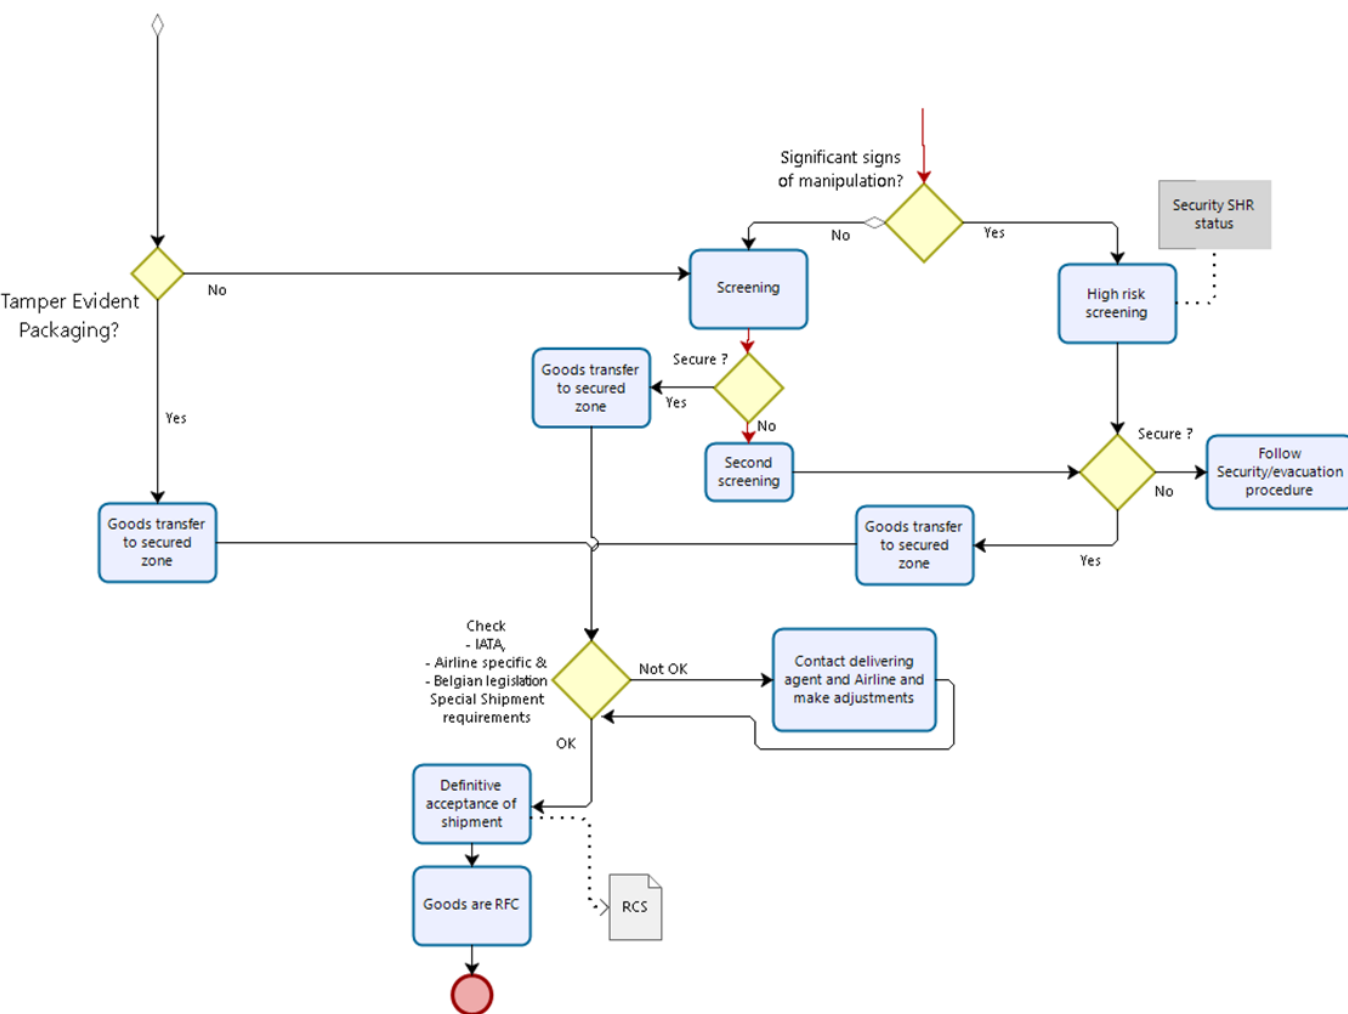 Significant signs
of manipulation?
No
Yes
Security SHR
status
Tamper Evident
Packaging?
No
Yes
Screening
High risk
screening
Secure ?
Goods transfer
to secured
zone
Yes
No
Second
screening
Secure ?
No
Follow
Security/evacuation
procedure
Goods transfer
to secured
zone
Goods transfer
to secured
zone
Yes
Check
- IATA,
- Airline specific &
- Belgian legislation
Special Shipment
requirements
Not OK
Contact delivering
agent and Airline and
make adjustments
OK
Definitive
acceptance of
shipment
Goods are RFC
RCS